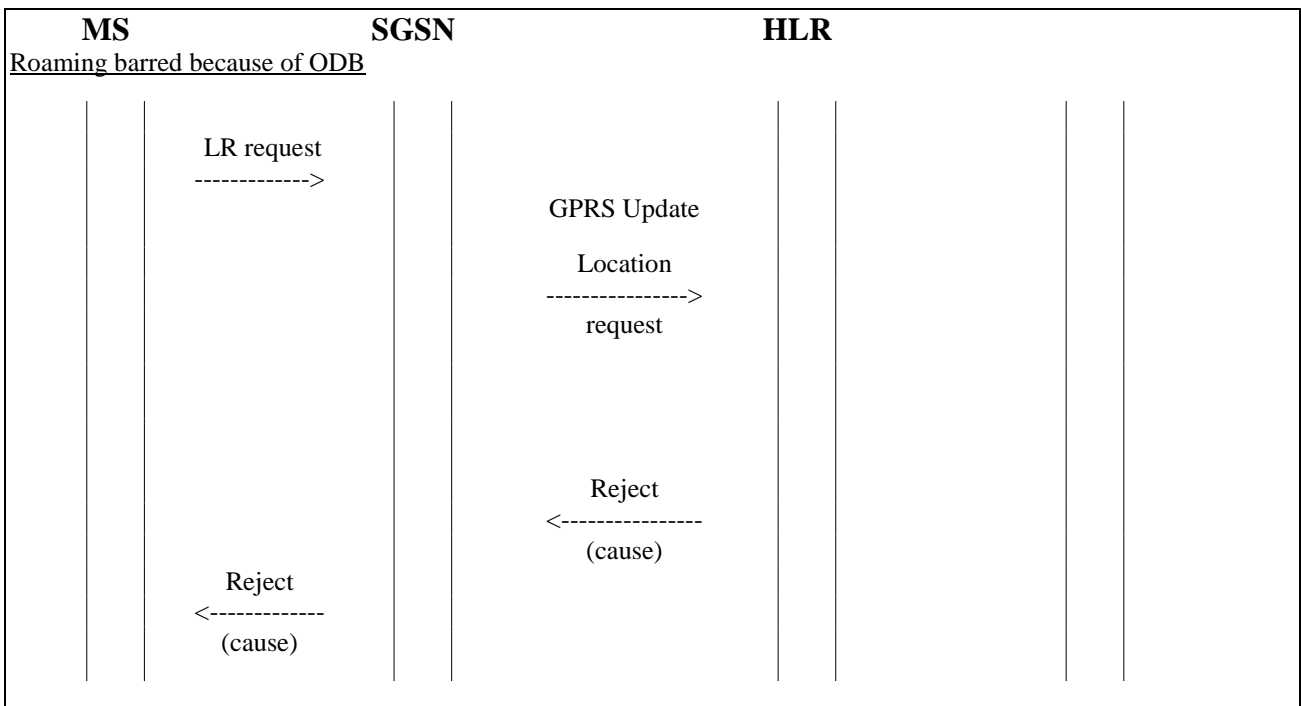 MS SGSN HLR
Roaming barred because of ODB
LR request
------------->
GPRS Update
Location
---------------->
request
Reject
<----------------
(cause)
Reject
<-------------
(cause)